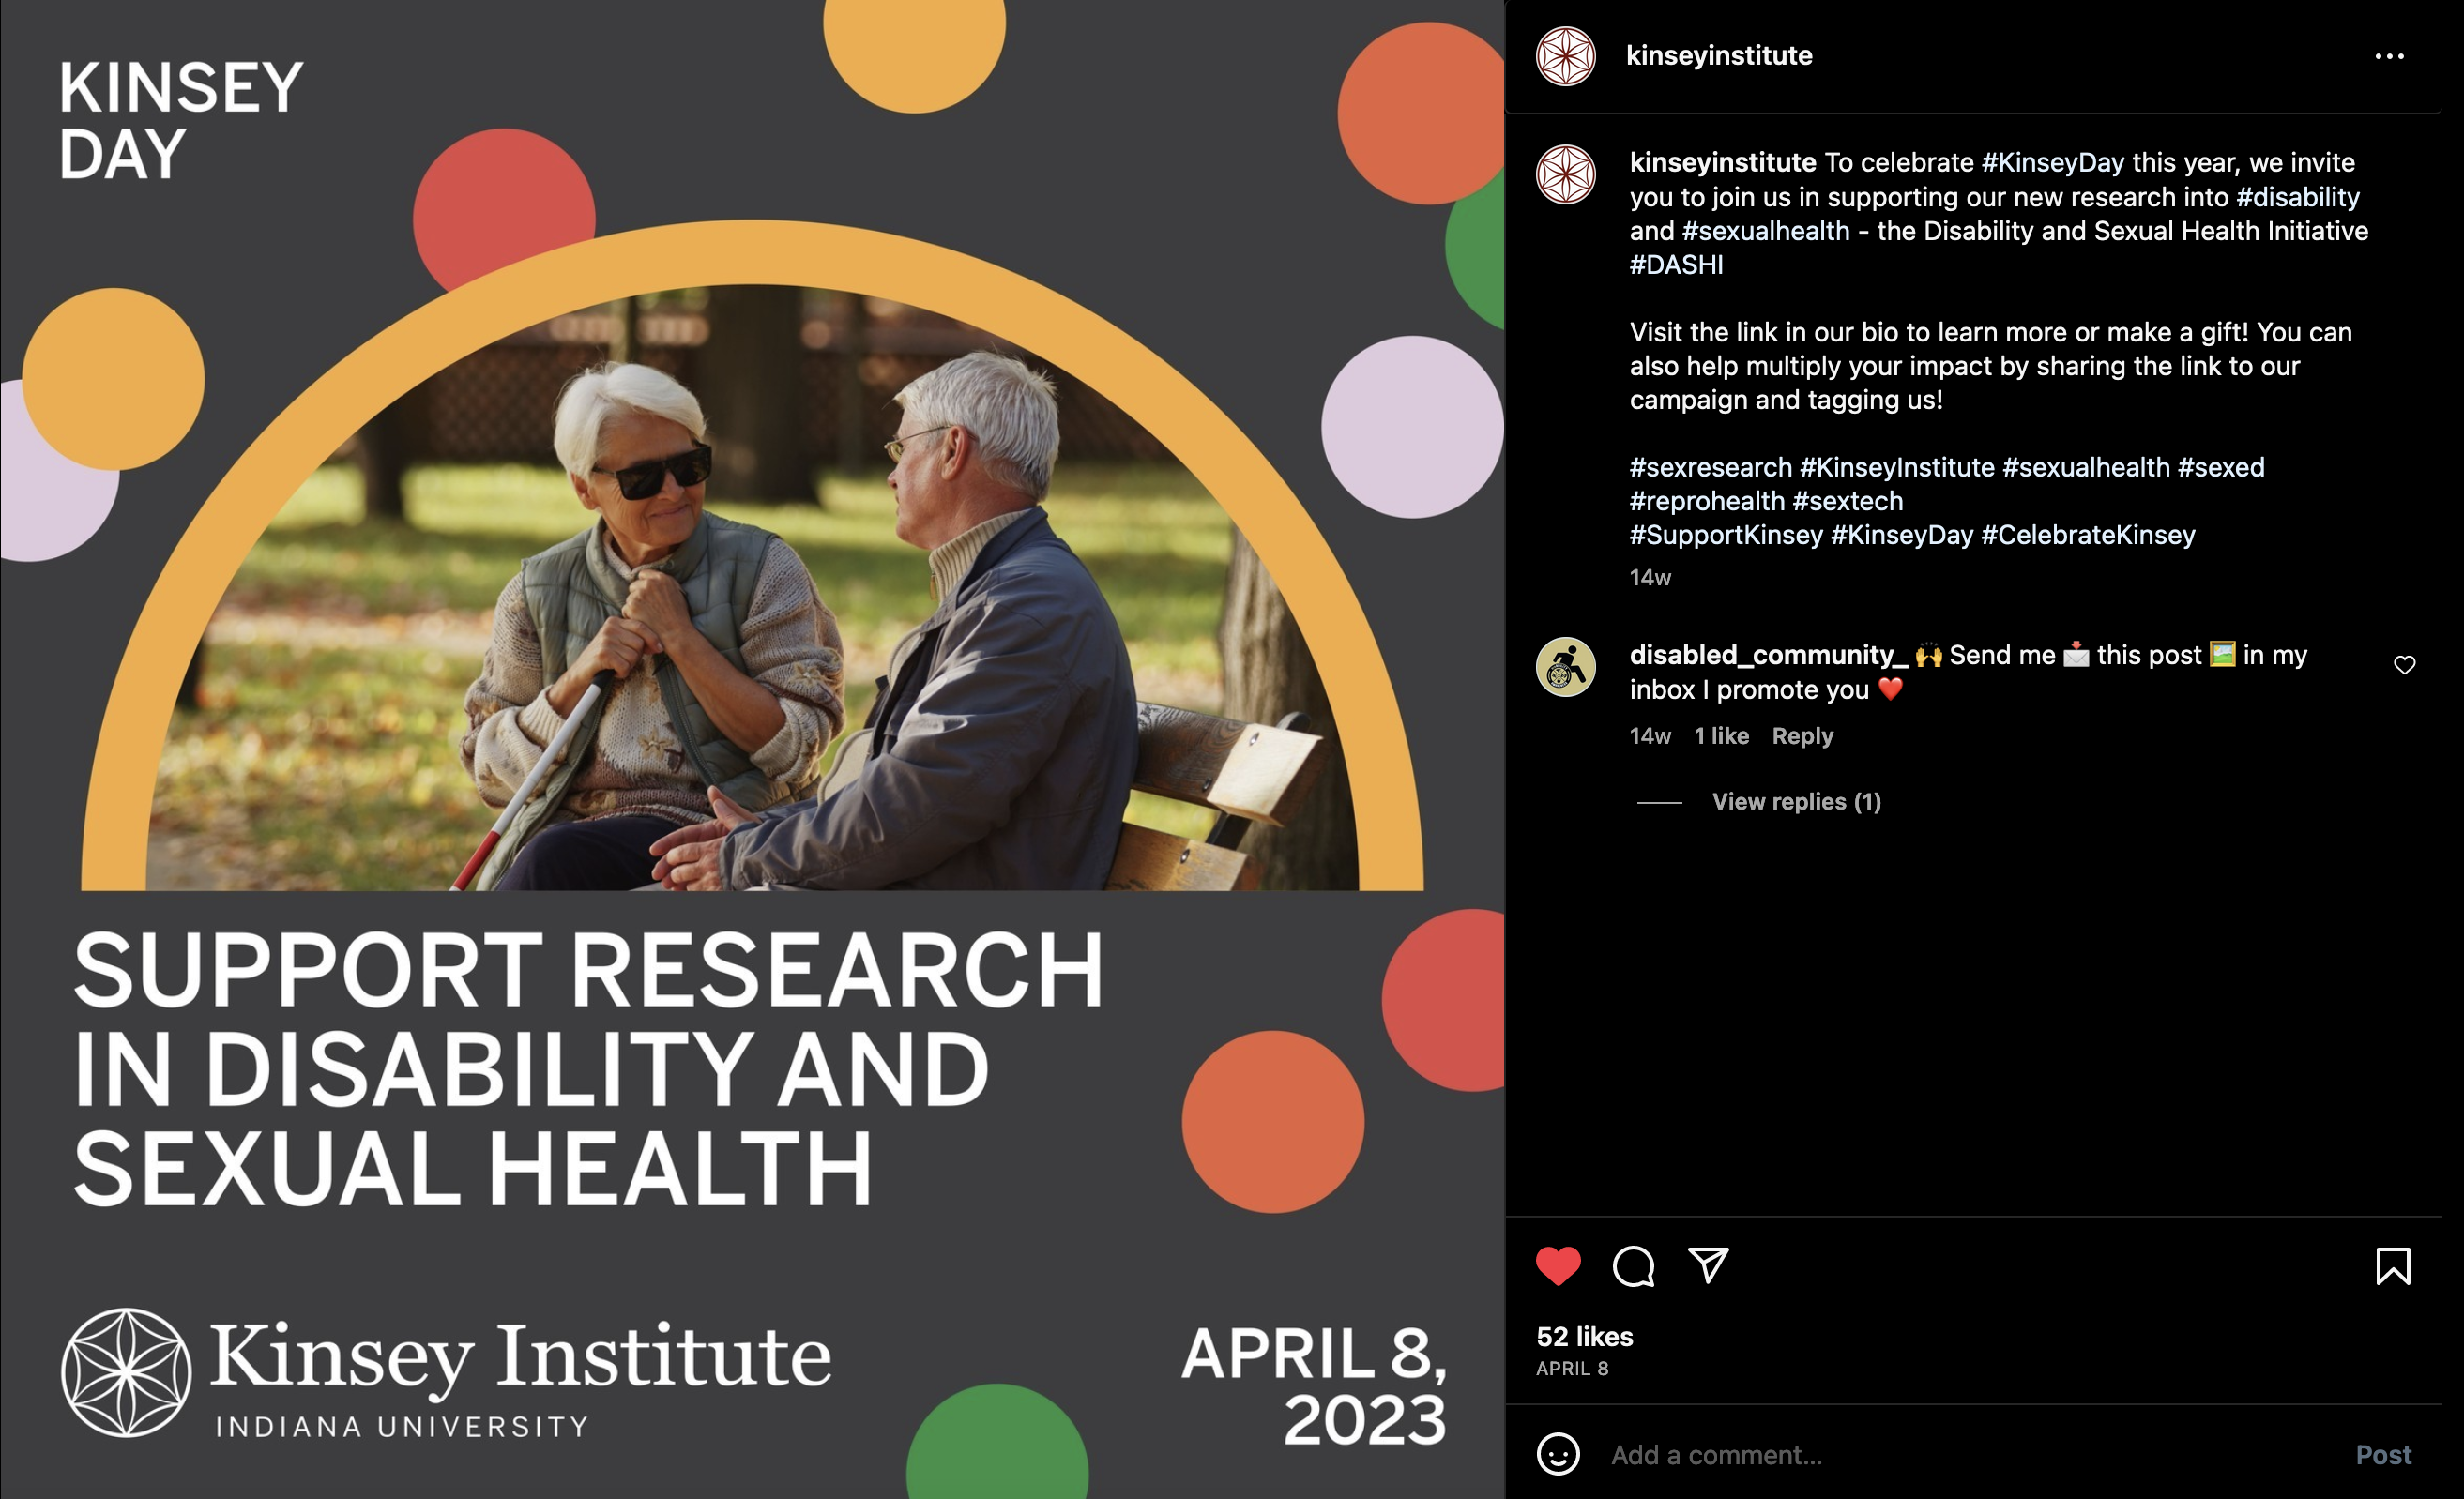 KINSEY
DAY
SUPPORT RESEARCH
IN DISABILITY AND
SEXUAL HEALTH
Kinsey Institute
INDIANA UNIVERSITY
APRIL 8,
2023
kinseyinstitute
kinseyinstitute To celebrate #KinseyDay this year, we invite
you to join us in supporting our new research into #disability
and #sexualhealth - the Disability and Sexual Health Initiative
#DASHI
Visit the link in our bio to learn more or make a gift! You can
also help multiply your impact by sharing the link to our
campaign and tagging us!
#sexresearch #KinseyInstitute #sexualhealth #sexed
#reprohealth #sextech
#SupportKinsey #KinseyDay #CelebrateKinsey
14w
disabled_community_ 🙌 Send me 📩 this post 🖼️ in my
inbox I promote you ❤️
14w 1 like Reply
View replies (1)
52 likes
APRIL 8
Add a comment...
Post